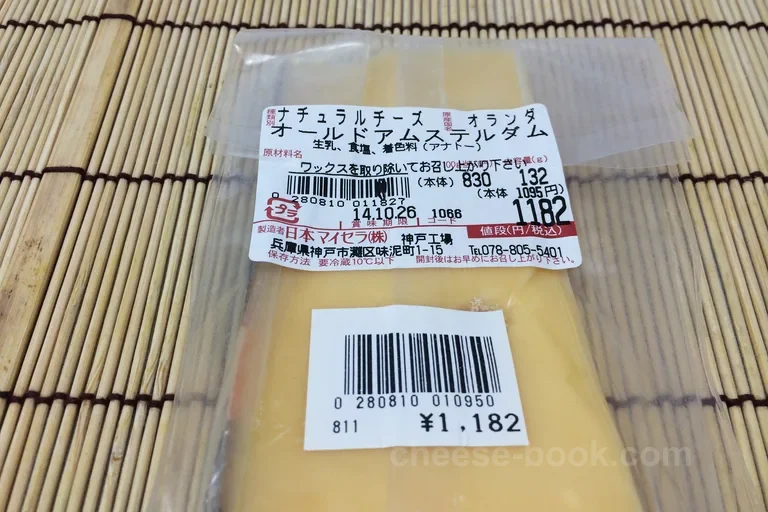 種類別 ナチュラルチーズ 原産国名 オランダ
オールドアムステルダム
原材料名 生乳、食塩、着色料(アナトー)
ワックスを取り除いてお召し上がり下さい
(g)
(本体) 830 132
(本体 1095円)
0 280810 011827
プラ 14.10.26 1066 1182
賞味期限 コード 値段(円/税込)
製造者 日本マイセラ(株) 神戸工場
兵庫県神戸市灘区味泥町1-15 TEL078-805-5401
保存方法 要冷蔵10℃以下 開封後はお早めにお召し上がり下さい。
0 280810 010950
811 ¥1,182
cheese-book.com